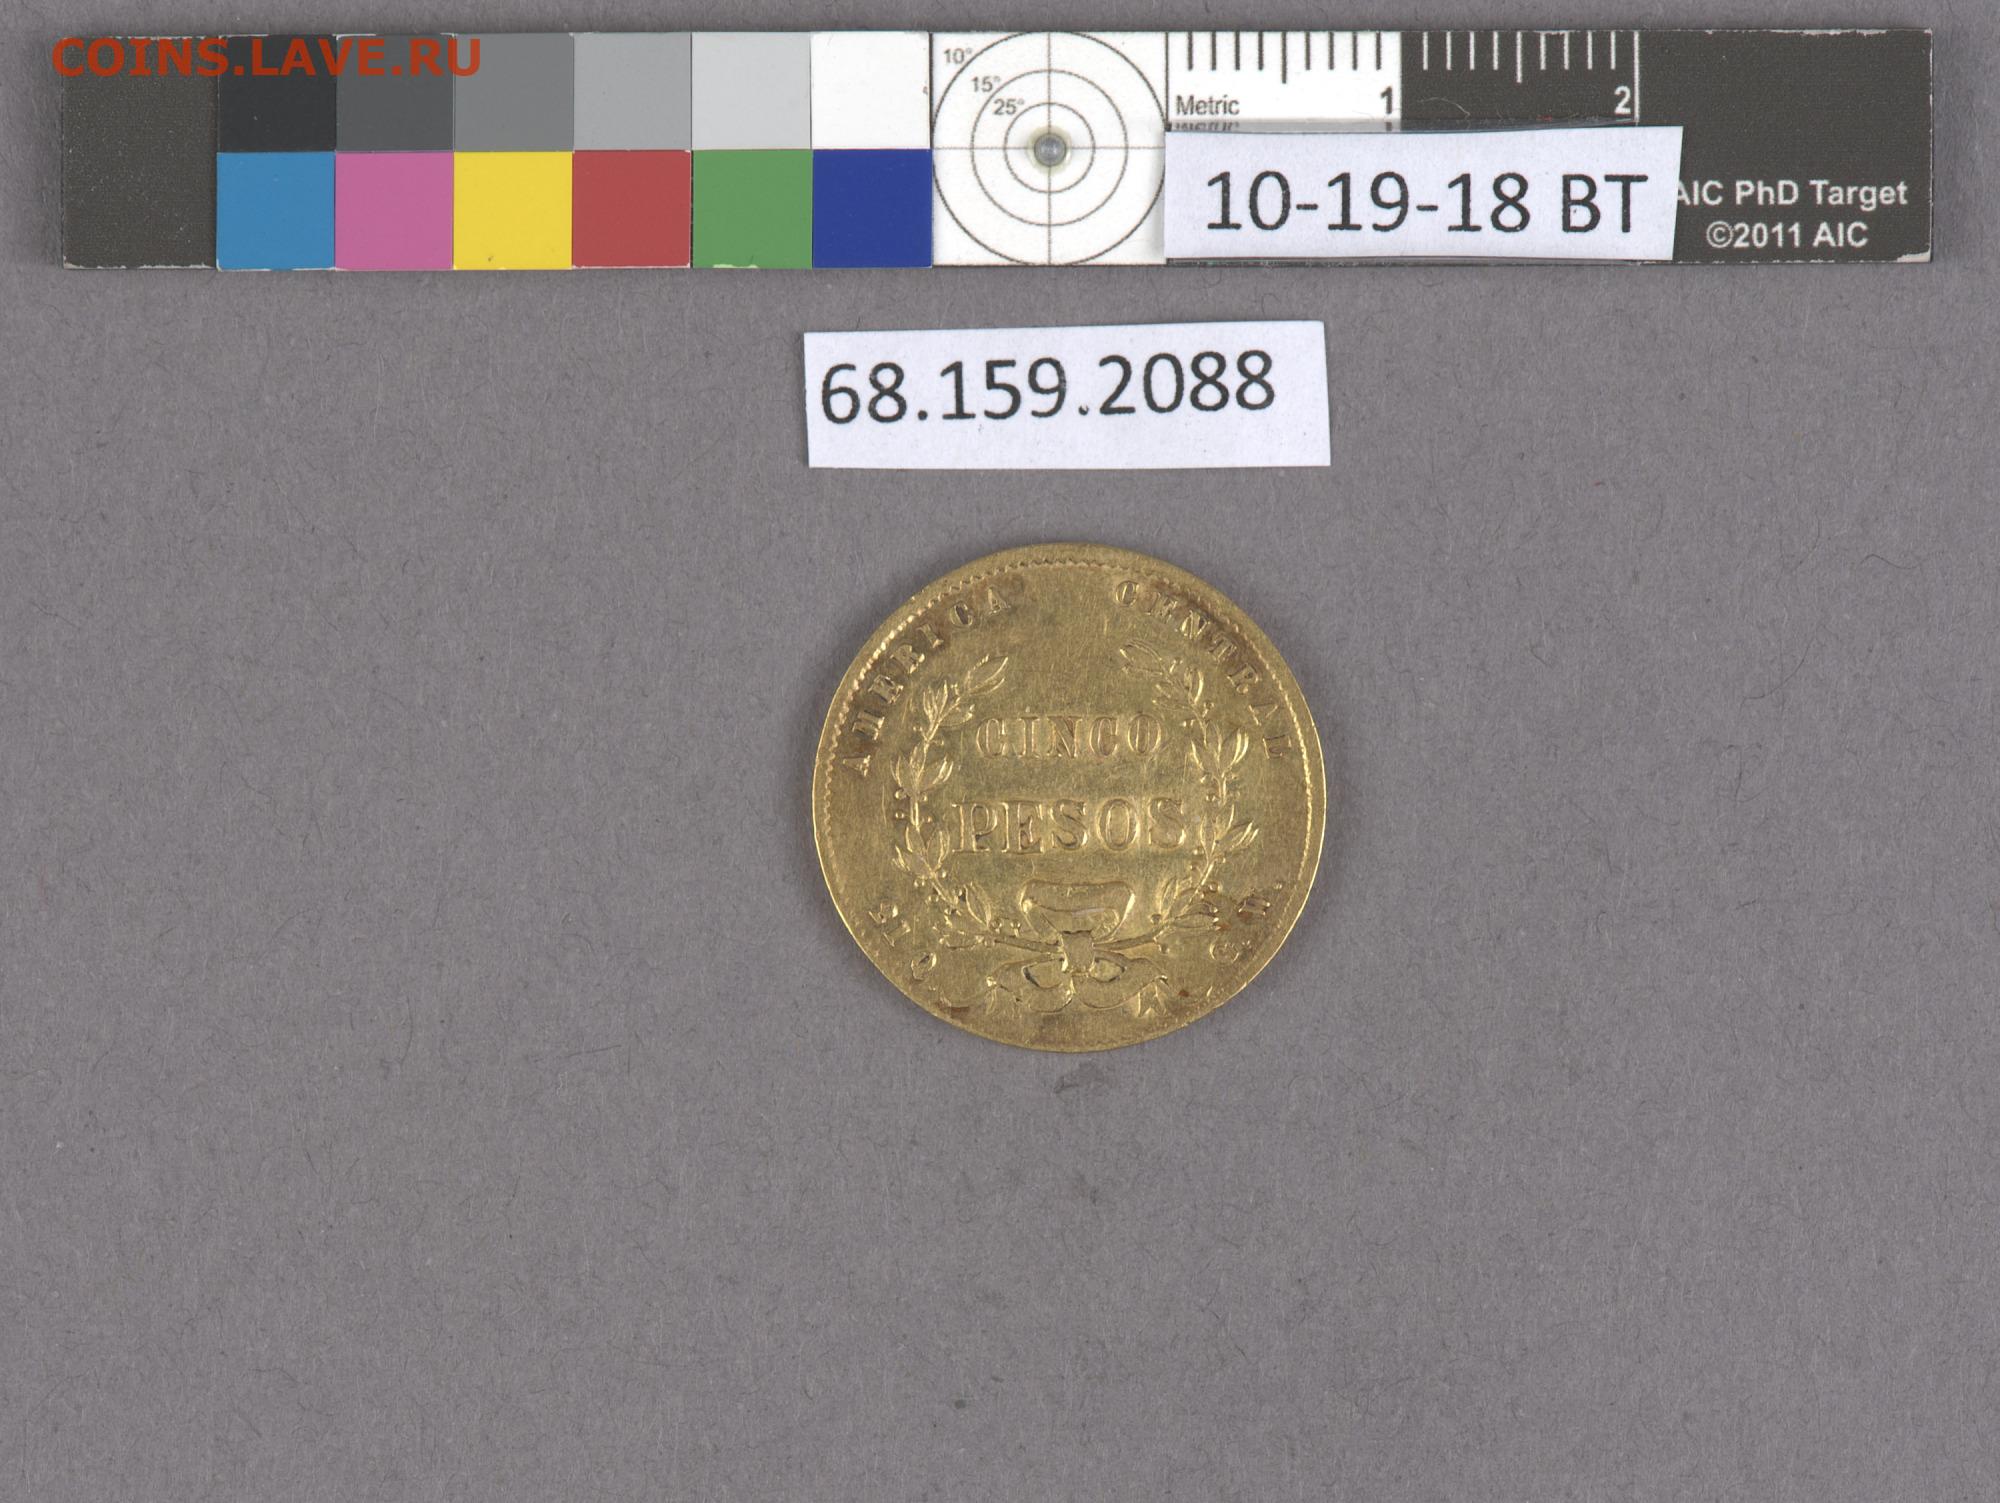 COINS.LAVE.RU
10°
15°
25°
Metric 1 2
10-19-18 BT
AIC PhD Target
©2011 AIC
68.159.2088
AMERICA CENTRAL
CINCO
PESOS
15 Q. G. W.